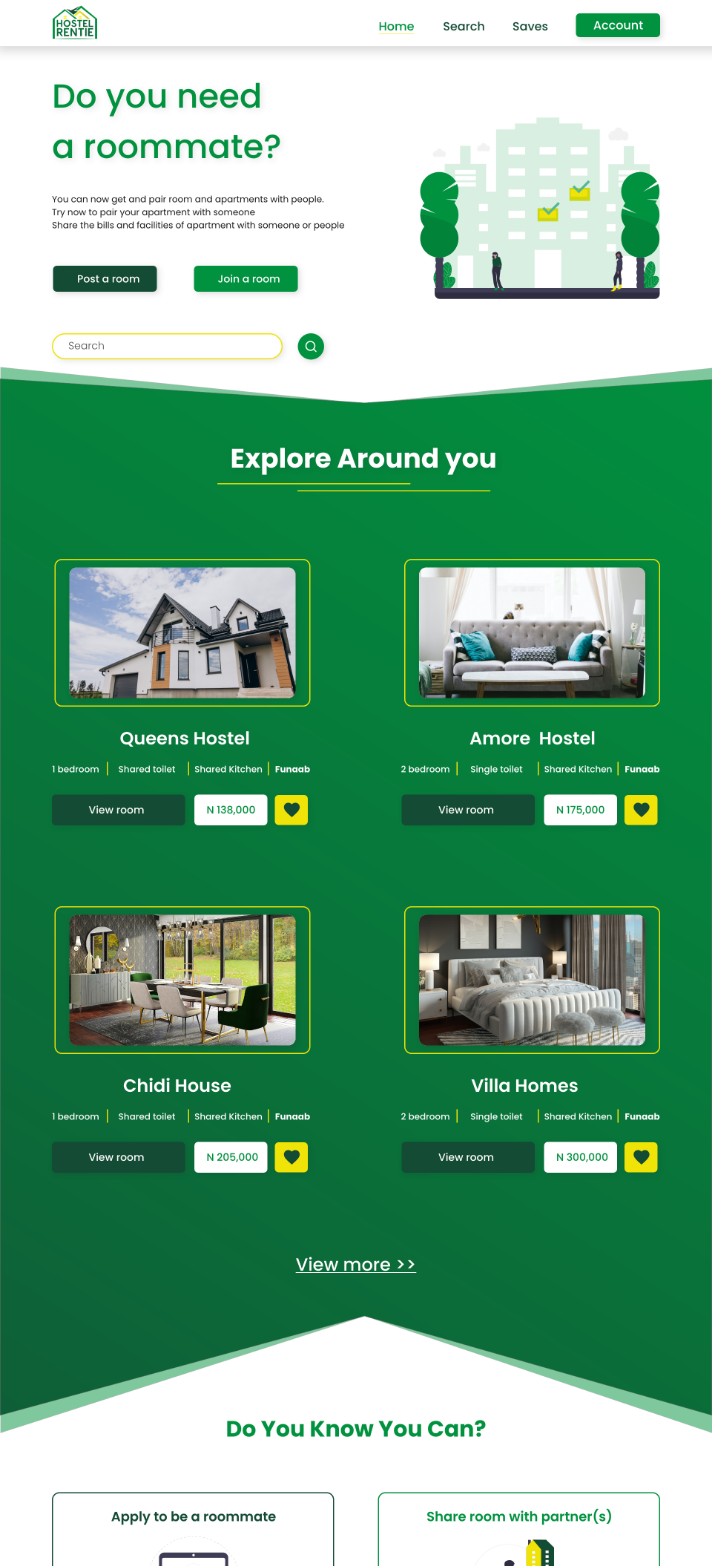 HOSTEL
RENTIE
Home
Search
Saves
Account
Do you need
a roommate?
You can now get and pair room and apartments with people.
Try now to pair your apartment with someone
Share the bills and facilities of apartment with someone or people
Post a room
Join a room
Search
Explore Around you
Queens Hostel
1 bedroom
Shared toilet
Shared Kitchen
Funaab
View room
N 138,000
Amore Hostel
2 bedroom
Single toilet
Shared Kitchen
Funaab
View room
N 175,000
Chidi House
1 bedroom
Shared toilet
Shared Kitchen
Funaab
View room
N 205,000
Villa Homes
2 bedroom
Single toilet
Shared Kitchen
Funaab
View room
N 300,000
View more >>
Do You Know You Can?
Apply to be a roommate
Share room with partner(s)